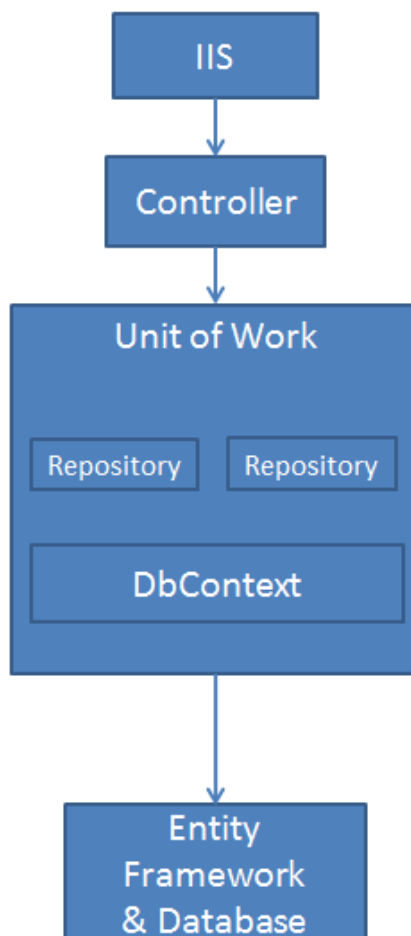 IIS
Controller
Unit of Work
Repository Repository
DbContext
Entity
Framework
& Database